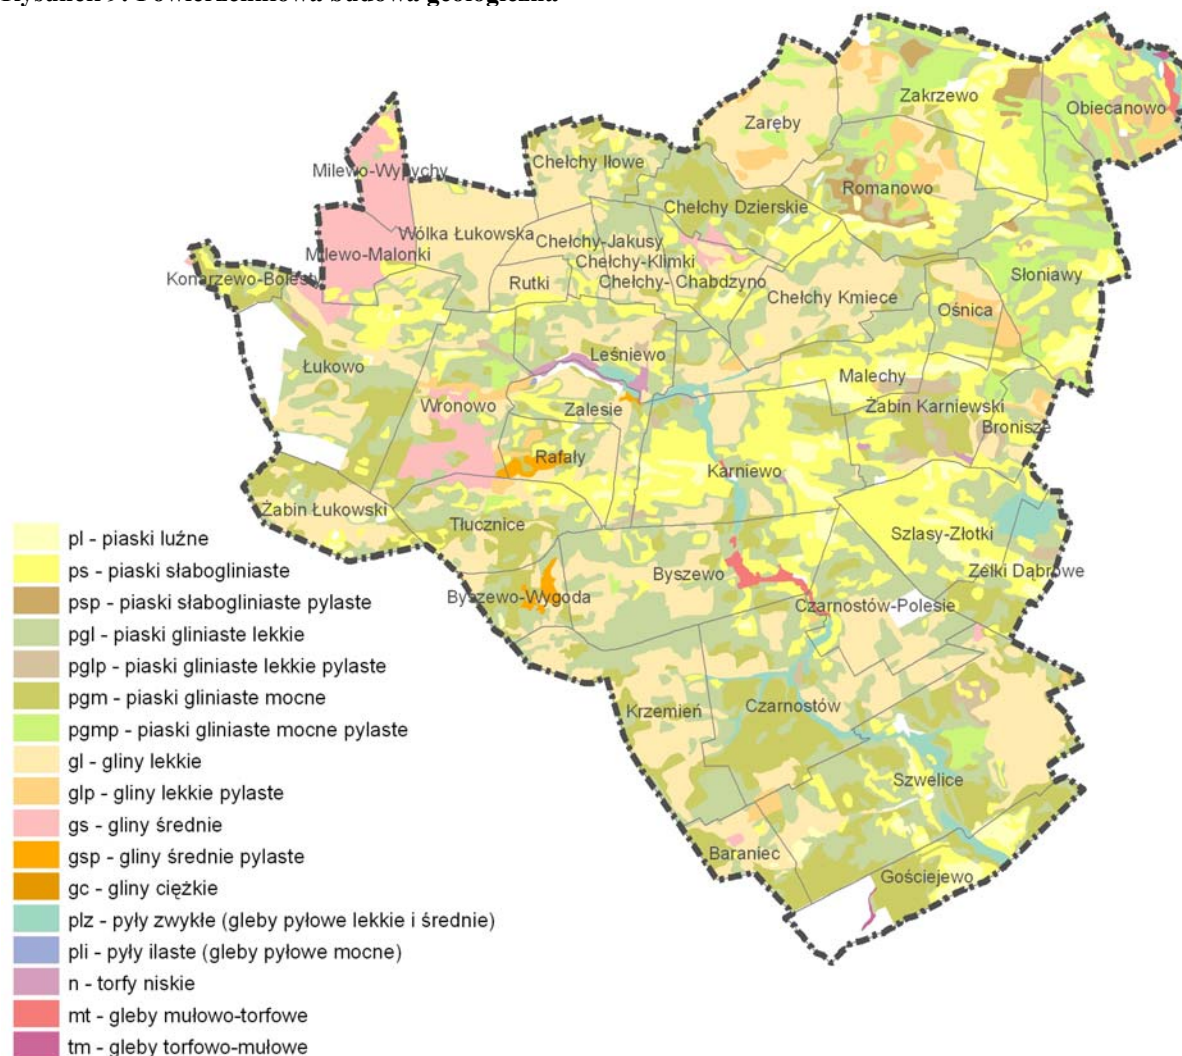 Rysunek 9. Powierzchniowa budowa geologiczna
Zakrzewo
Obiecanowo
Zaręby
Chełchy Iłowe
Milewo-Wypychy
Romanowo
Chełchy Dzierskie
Wólka Łukowska
Chełchy-Jakusy
Milewo-Malonki
Chełchy-Klimki
Konarzewo-Bolesty
Rutki
Chełchy- Chabdzyno
Słoniawy
Chełchy Kmiece
Ośnica
Leśniewo
Łukowo
Malechy
Wronowo
Zalesie
Żabin Karniewski
Bronisze
Rafały
Karniewo
Żabin Łukowski
Tłucznice
Szlasy-Złotki
Byszewo
Zelki Dąbrowe
Byszewo-Wygoda
Czarnostów-Polesie
Krzemień
Czarnostów
Szwelice
Baraniec
Gościejewo
pl - piaski luźne
ps - piaski słabogliniaste
psp - piaski słabogliniaste pylaste
pgl - piaski gliniaste lekkie
pglp - piaski gliniaste lekkie pylaste
pgm - piaski gliniaste mocne
pgmp - piaski gliniaste mocne pylaste
gl - gliny lekkie
glp - gliny lekkie pylaste
gs - gliny średnie
gsp - gliny średnie pylaste
gc - gliny ciężkie
plz - pyły zwykłe (gleby pyłowe lekkie i średnie)
pli - pyły ilaste (gleby pyłowe mocne)
n - torfy niskie
mt - gleby mułowo-torfowe
tm - gleby torfowo-mułowe